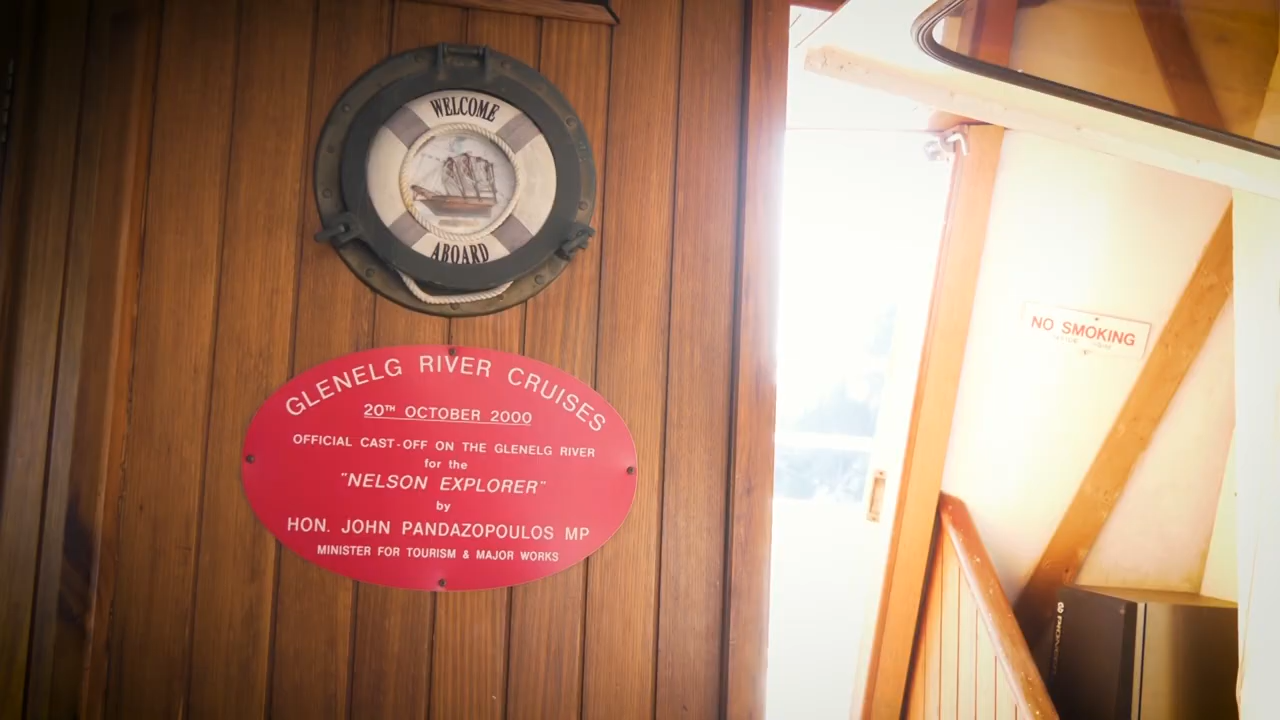 WELCOME
ABOARD
GLENELG RIVER CRUISES
20TH OCTOBER 2000
OFFICIAL CAST-OFF ON THE GLENELG RIVER
for the
"NELSON EXPLORER"
by
HON. JOHN PANDAZOPOULOS MP
MINISTER FOR TOURISM & MAJOR WORKS
NO SMOKING
PIONEER